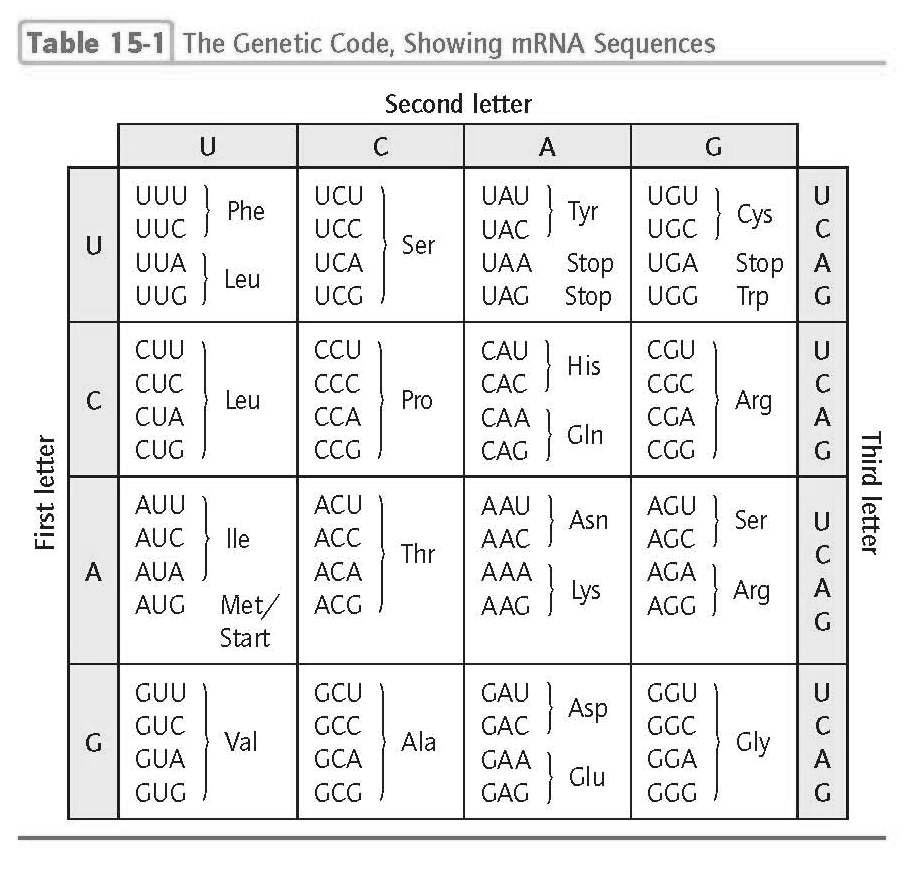 Table 15-1 The Genetic Code, Showing mRNA Sequences
Second letter
U C A G
UUU UCU UAU UGU U
Phe Tyr Cys
UUC UCC UAC UGC C
U Ser
UUA UCA UAA Stop UGA Stop A
Leu
UUG UCG UAG Stop UGG Trp G
CUU CCU CAU CGU U
His
CUC CCC CAC CGC C
C Leu Pro Arg
CUA CCA CAA CGA A
Gln
CUG CCG CAG CGG G
First letter
Third letter
AUU ACU AAU AGU
Asn Ser U
AUC Ile ACC AAC AGC
Thr C
A AUA ACA AAA AGA A
Lys Arg
AUG Met/ ACG AAG AGG
G
Start
GUU GCU GAU GGU U
Asp
GUC GCC GAC GGC C
G Val Ala Gly
GUA GCA GAA GGA A
Glu
GUG GCG GAG GGG G